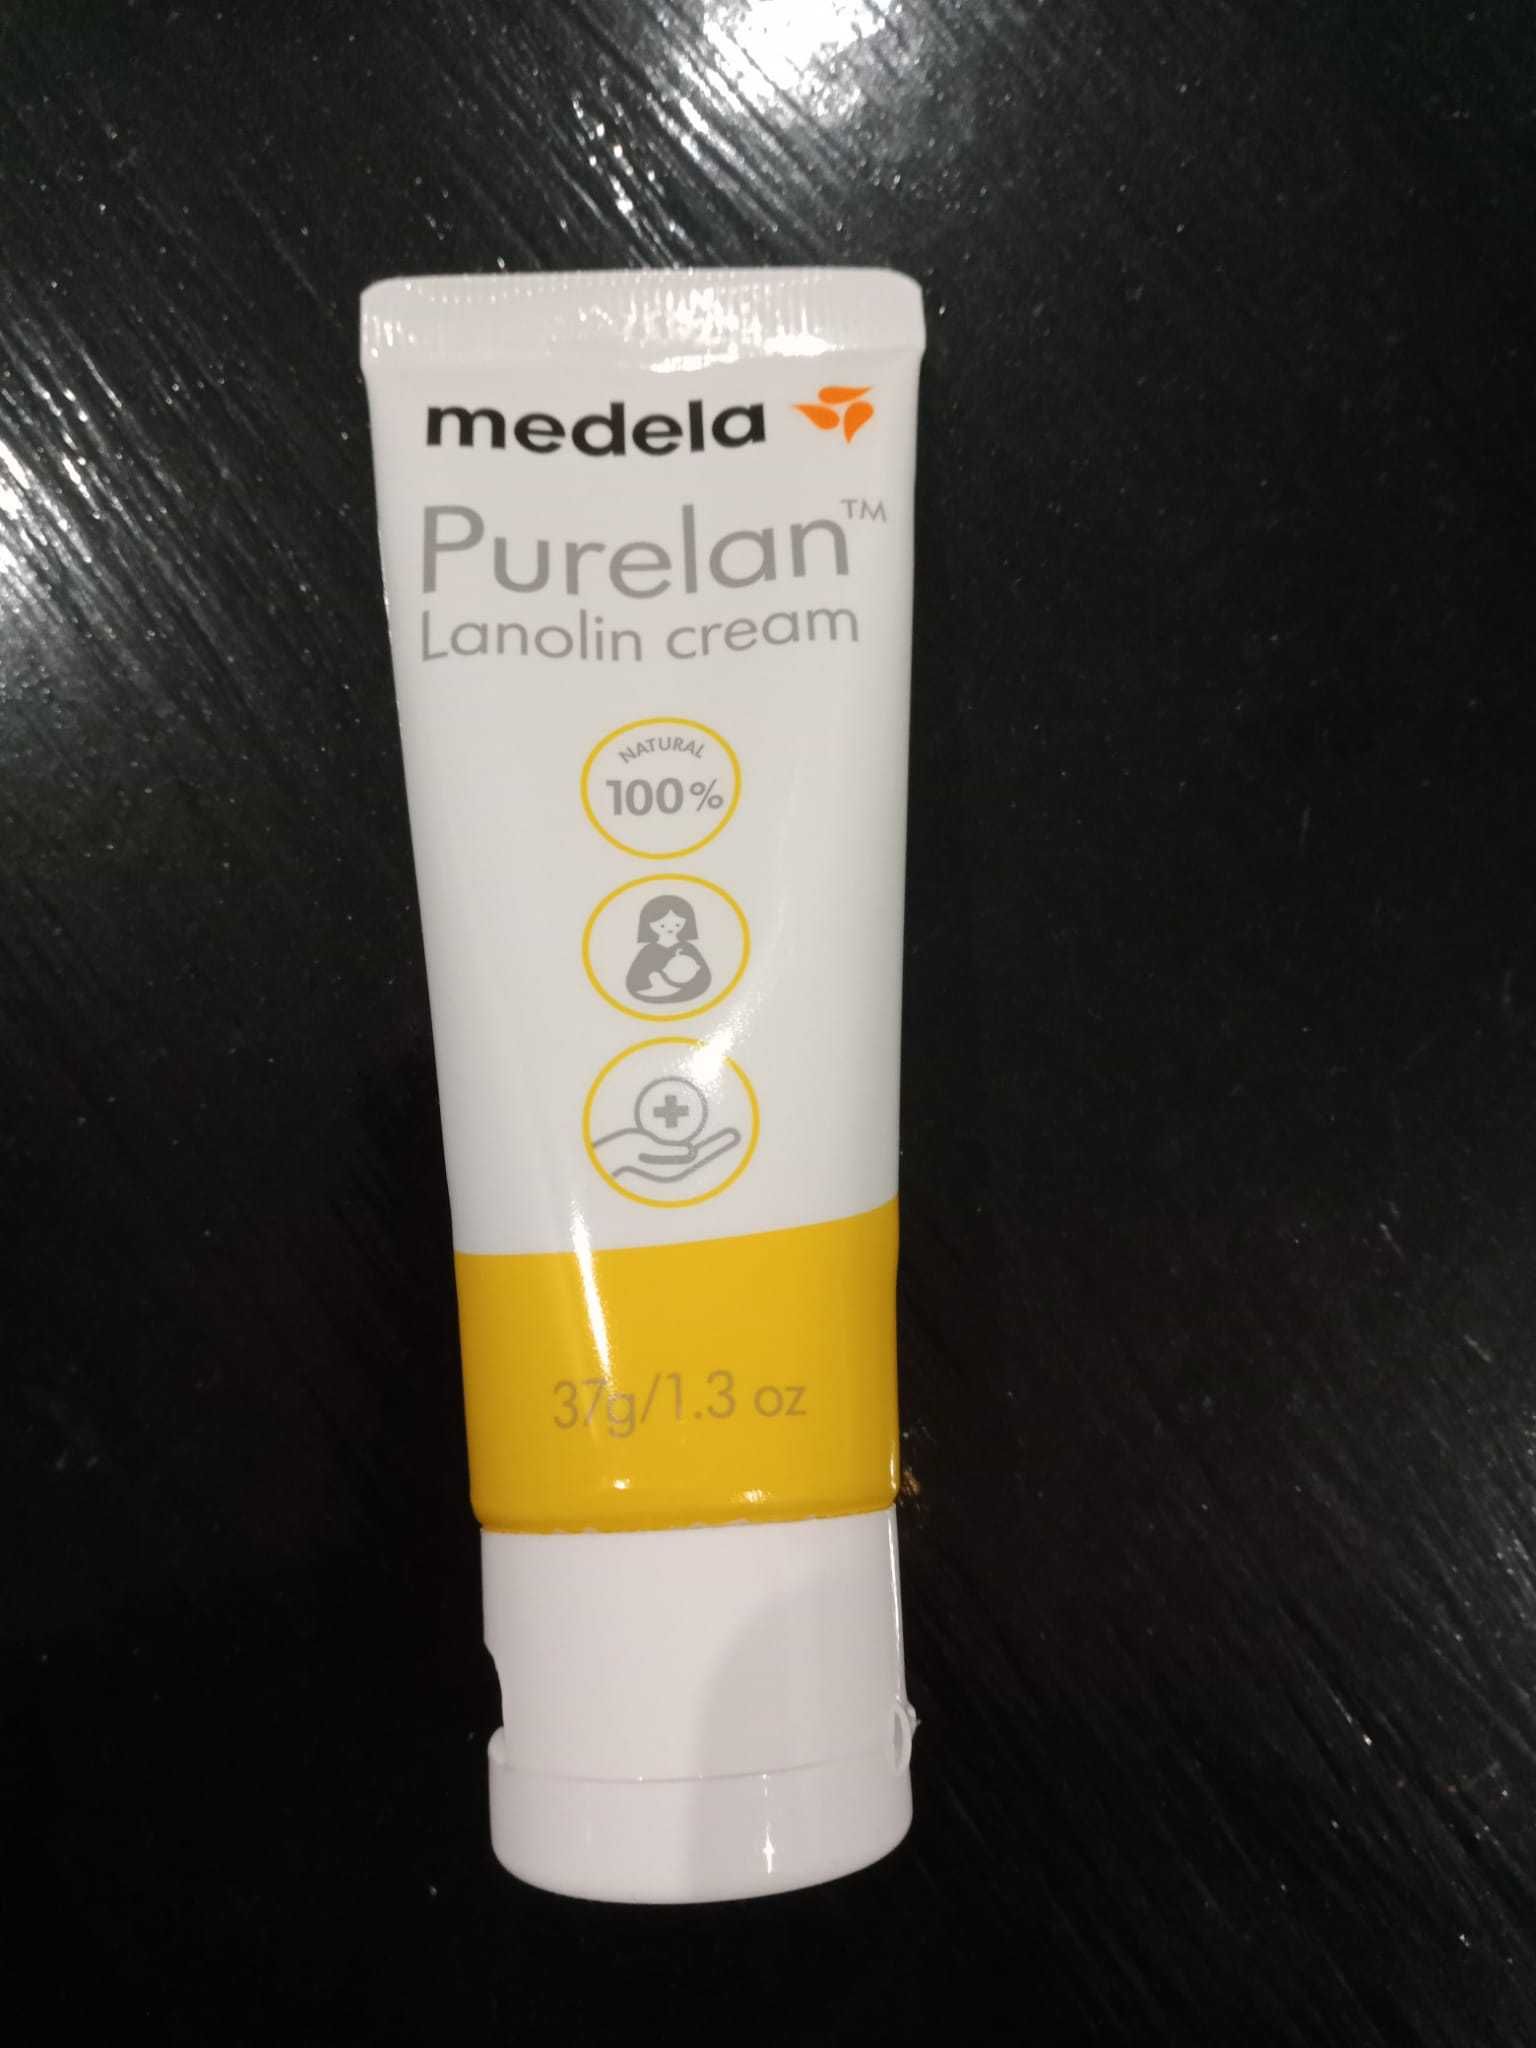 medela
Purelan™
Lanolin cream
NATURAL
100%
37g/1.3 oz